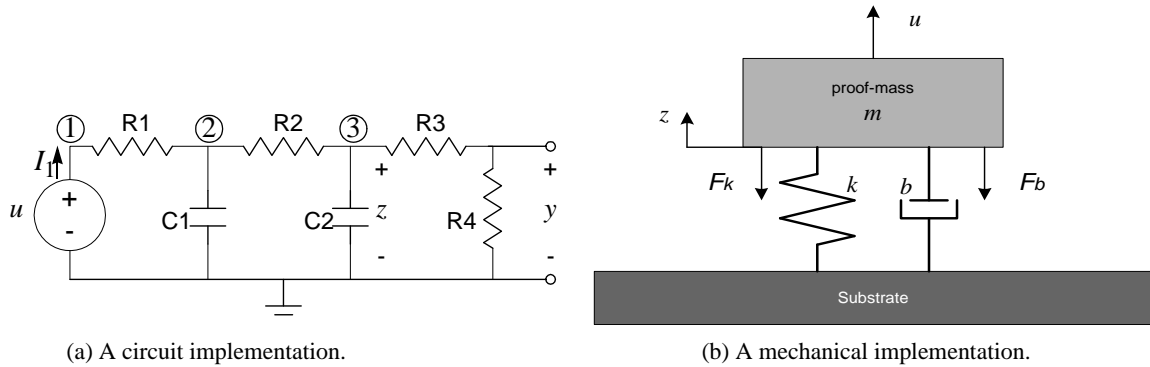 ① R1 ② R2 ③ R3
I1
+
-
u
C1
C2
+
z
-
R4
+
y
-
(a) A circuit implementation.
u
proof-mass
m
z
Fk
k
b
Fb
Substrate
(b) A mechanical implementation.